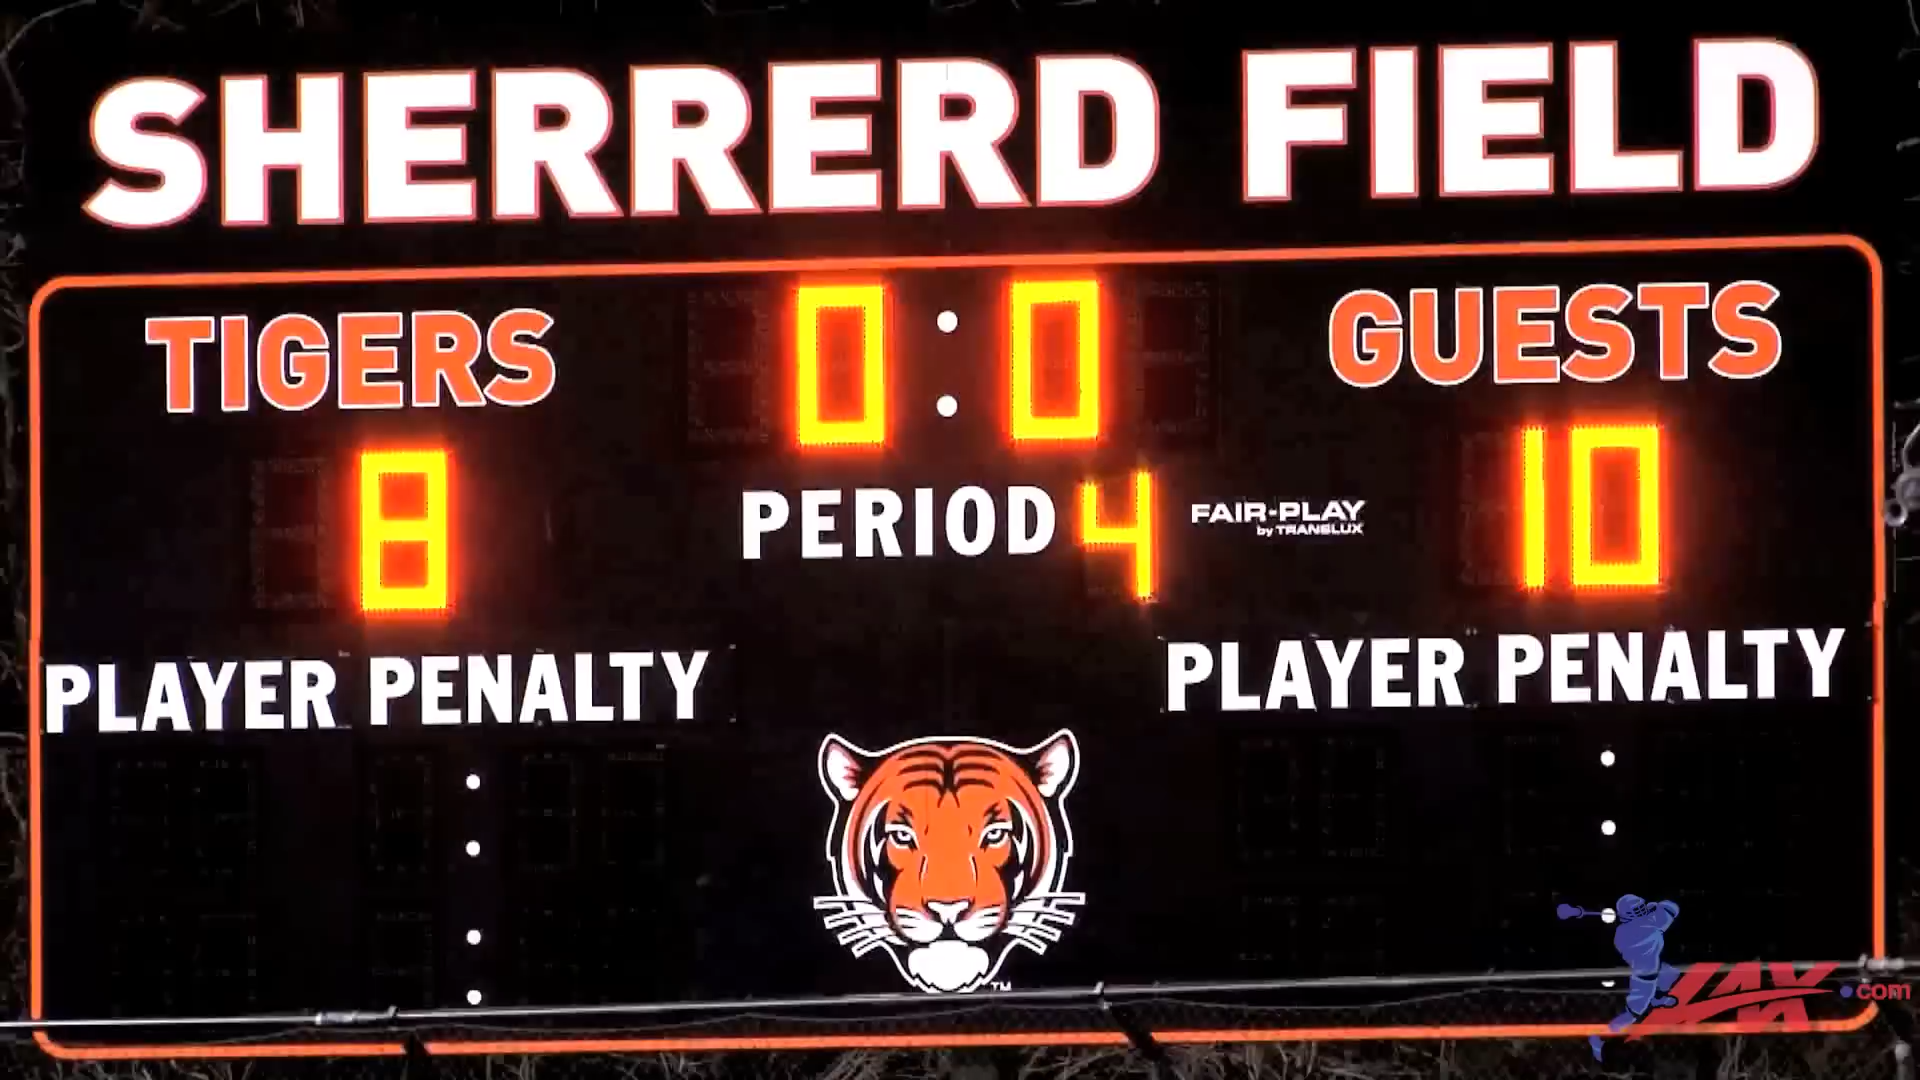 SHERRERD FIELD
TIGERS 0:0 GUESTS
8 PERIOD 4 10
FAIR-PLAY
by TRANSLUX
PLAYER PENALTY PLAYER PENALTY
TM
LAX.com